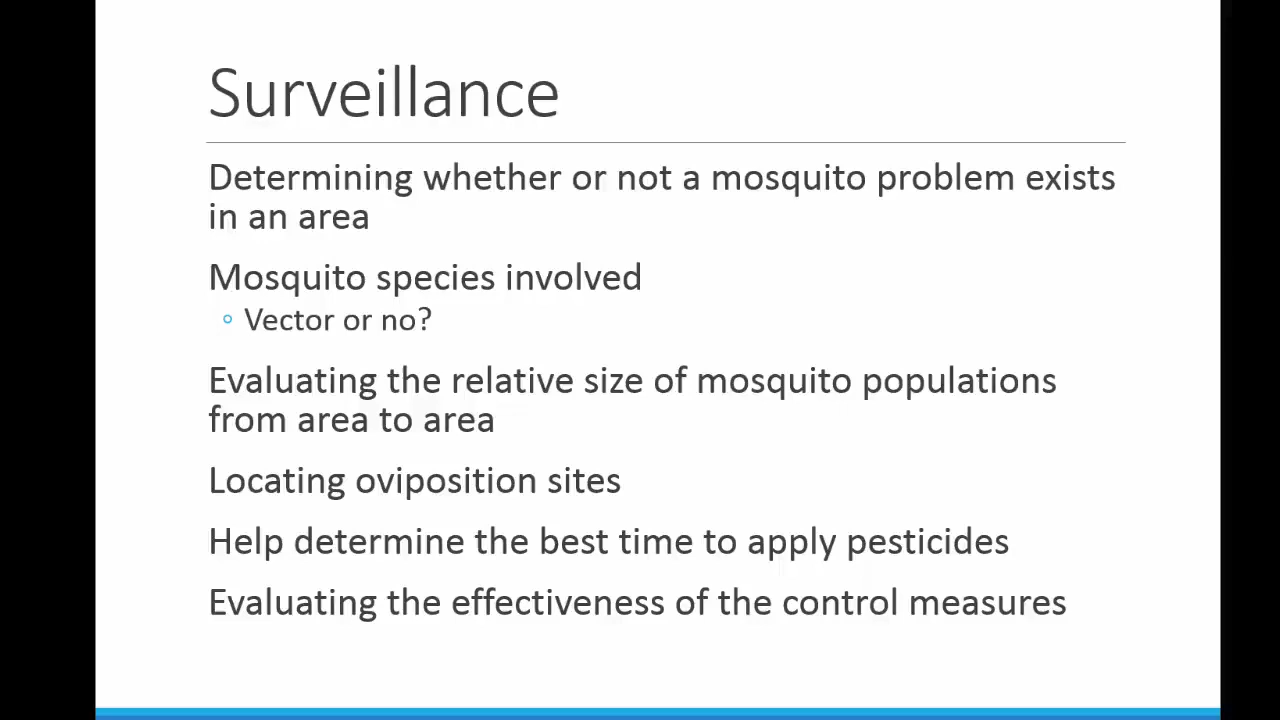 Surveillance
Determining whether or not a mosquito problem exists
in an area
Mosquito species involved
Vector or no?
Evaluating the relative size of mosquito populations
from area to area
Locating oviposition sites
Help determine the best time to apply pesticides
Evaluating the effectiveness of the control measures